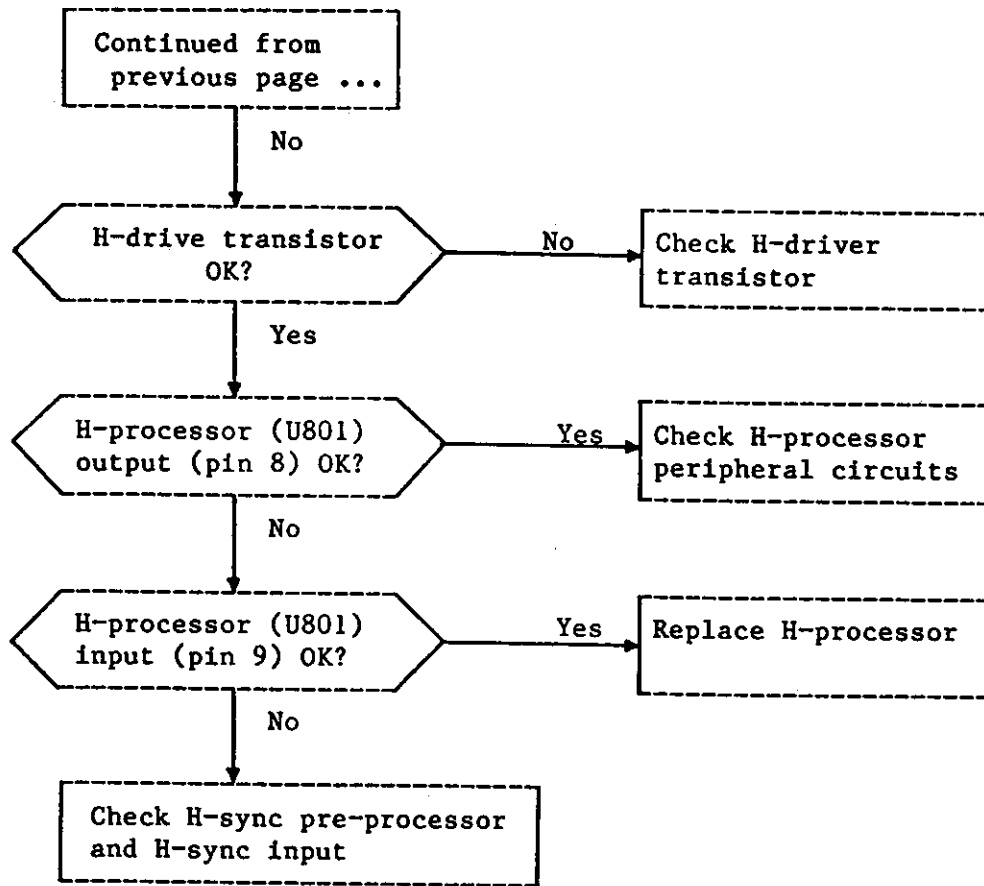 Continued from
previous page ...
No
H-drive transistor
OK?
No
Check H-driver
transistor
Yes
H-processor (U801)
output (pin 8) OK?
Yes
Check H-processor
peripheral circuits
No
H-processor (U801)
input (pin 9) OK?
Yes
Replace H-processor
No
Check H-sync pre-processor
and H-sync input